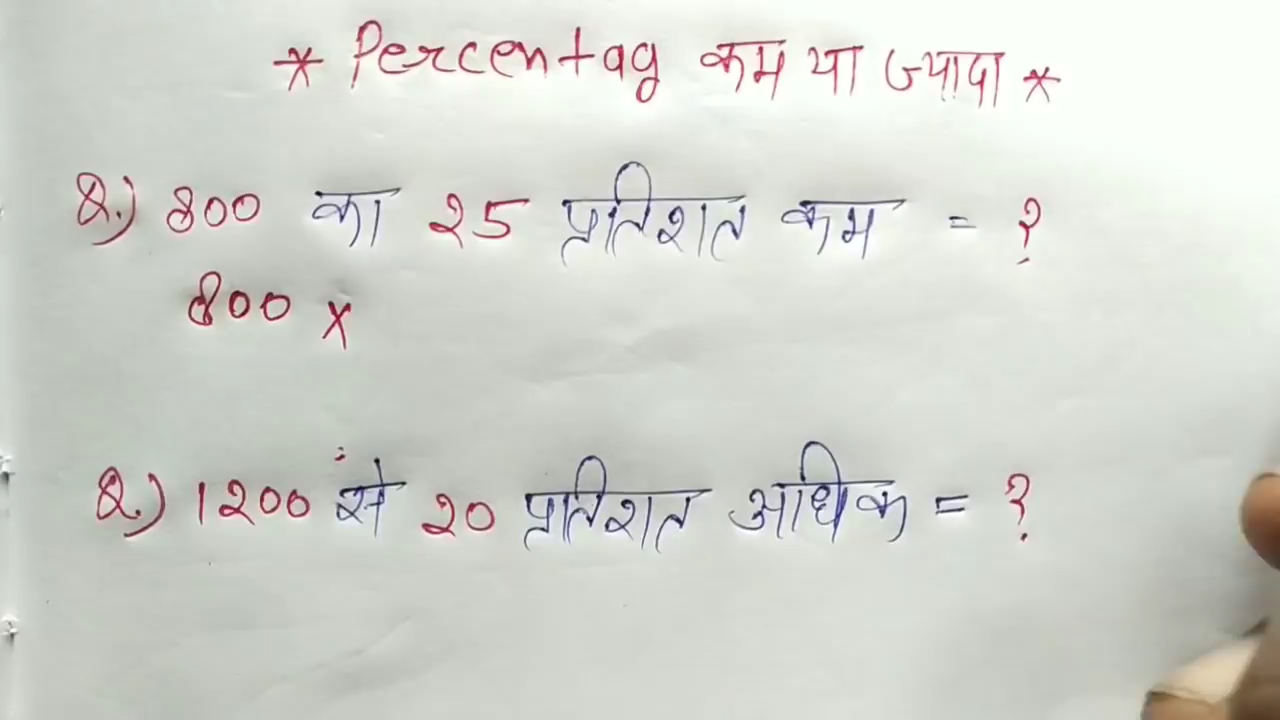 * Percentag कम या ज्यादा *
Q.) 800 का 25 प्रतिशत कम = ?
800 x
Q.) 1200 से 20 प्रतिशत अधिक = ?